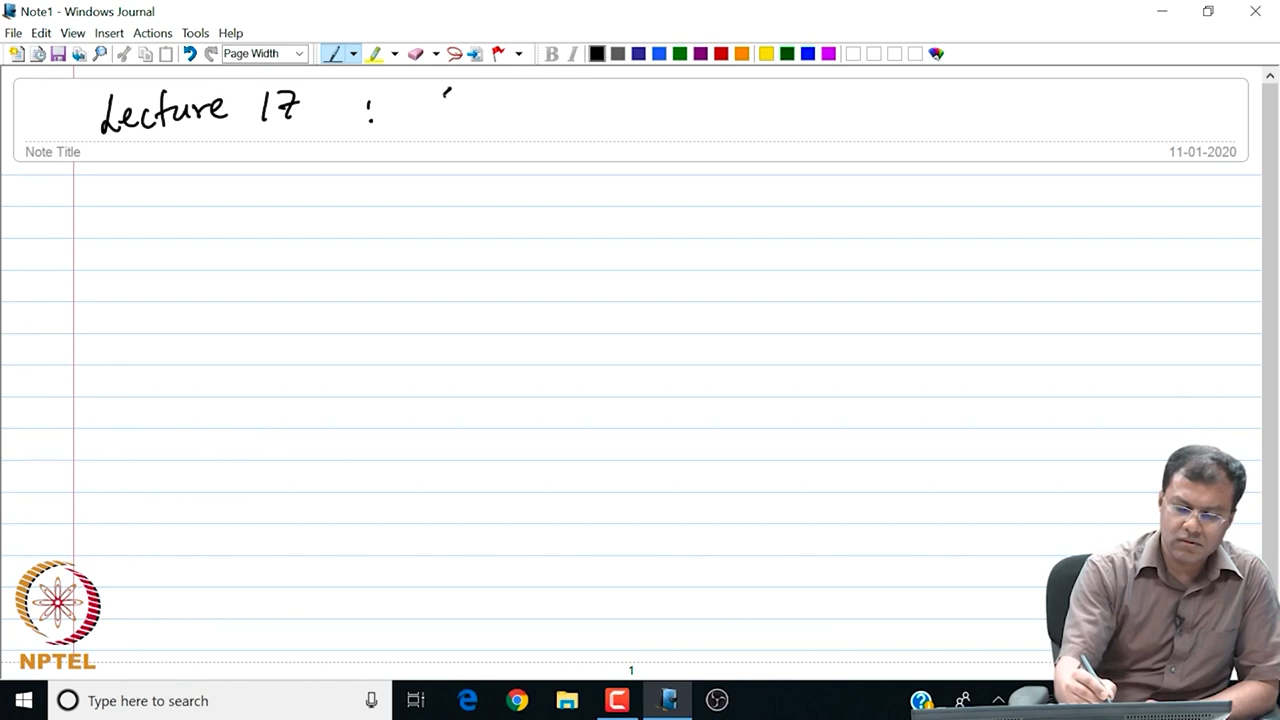 Note1 - Windows Journal
File Edit View Insert Actions Tools Help
Page Width
B I
Lecture 17 :
Note Title
11-01-2020
NPTEL
1
Type here to search